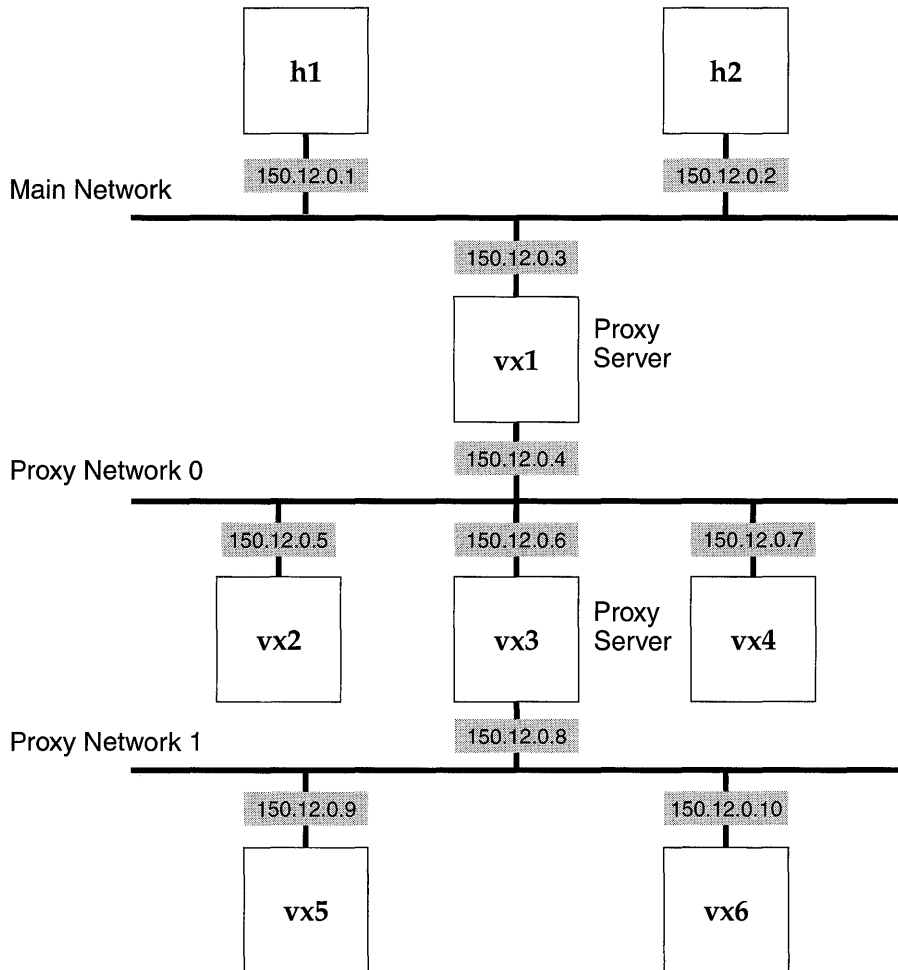 h1
h2
150.12.0.1
150.12.0.2
Main Network
150.12.0.3
vx1
Proxy
Server
150.12.0.4
Proxy Network 0
150.12.0.5
150.12.0.6
150.12.0.7
vx2
vx3
Proxy
Server
vx4
150.12.0.8
Proxy Network 1
150.12.0.9
150.12.0.10
vx5
vx6